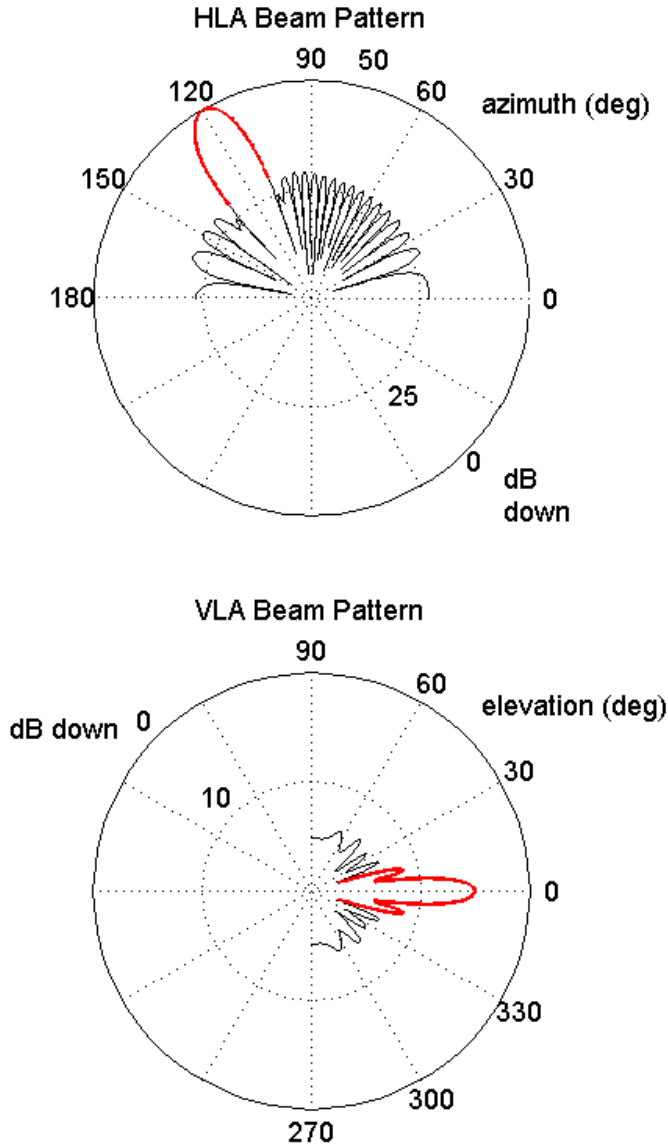 HLA Beam Pattern
90 50
120 60 azimuth (deg)
150 30
180 0
25
0
dB
down
VLA Beam Pattern
90
60
dB down 0 elevation (deg)
10 30
0
330
300
270